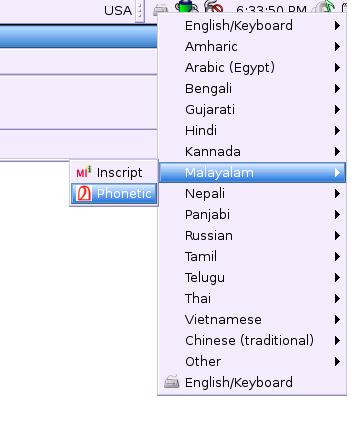 USA
6:33:50 PM
English/Keyboard
Amharic
Arabic (Egypt)
Bengali
Gujarati
Hindi
Kannada
Malayalam
Inscript
Phonetic
Nepali
Panjabi
Russian
Tamil
Telugu
Thai
Vietnamese
Chinese (traditional)
Other
English/Keyboard